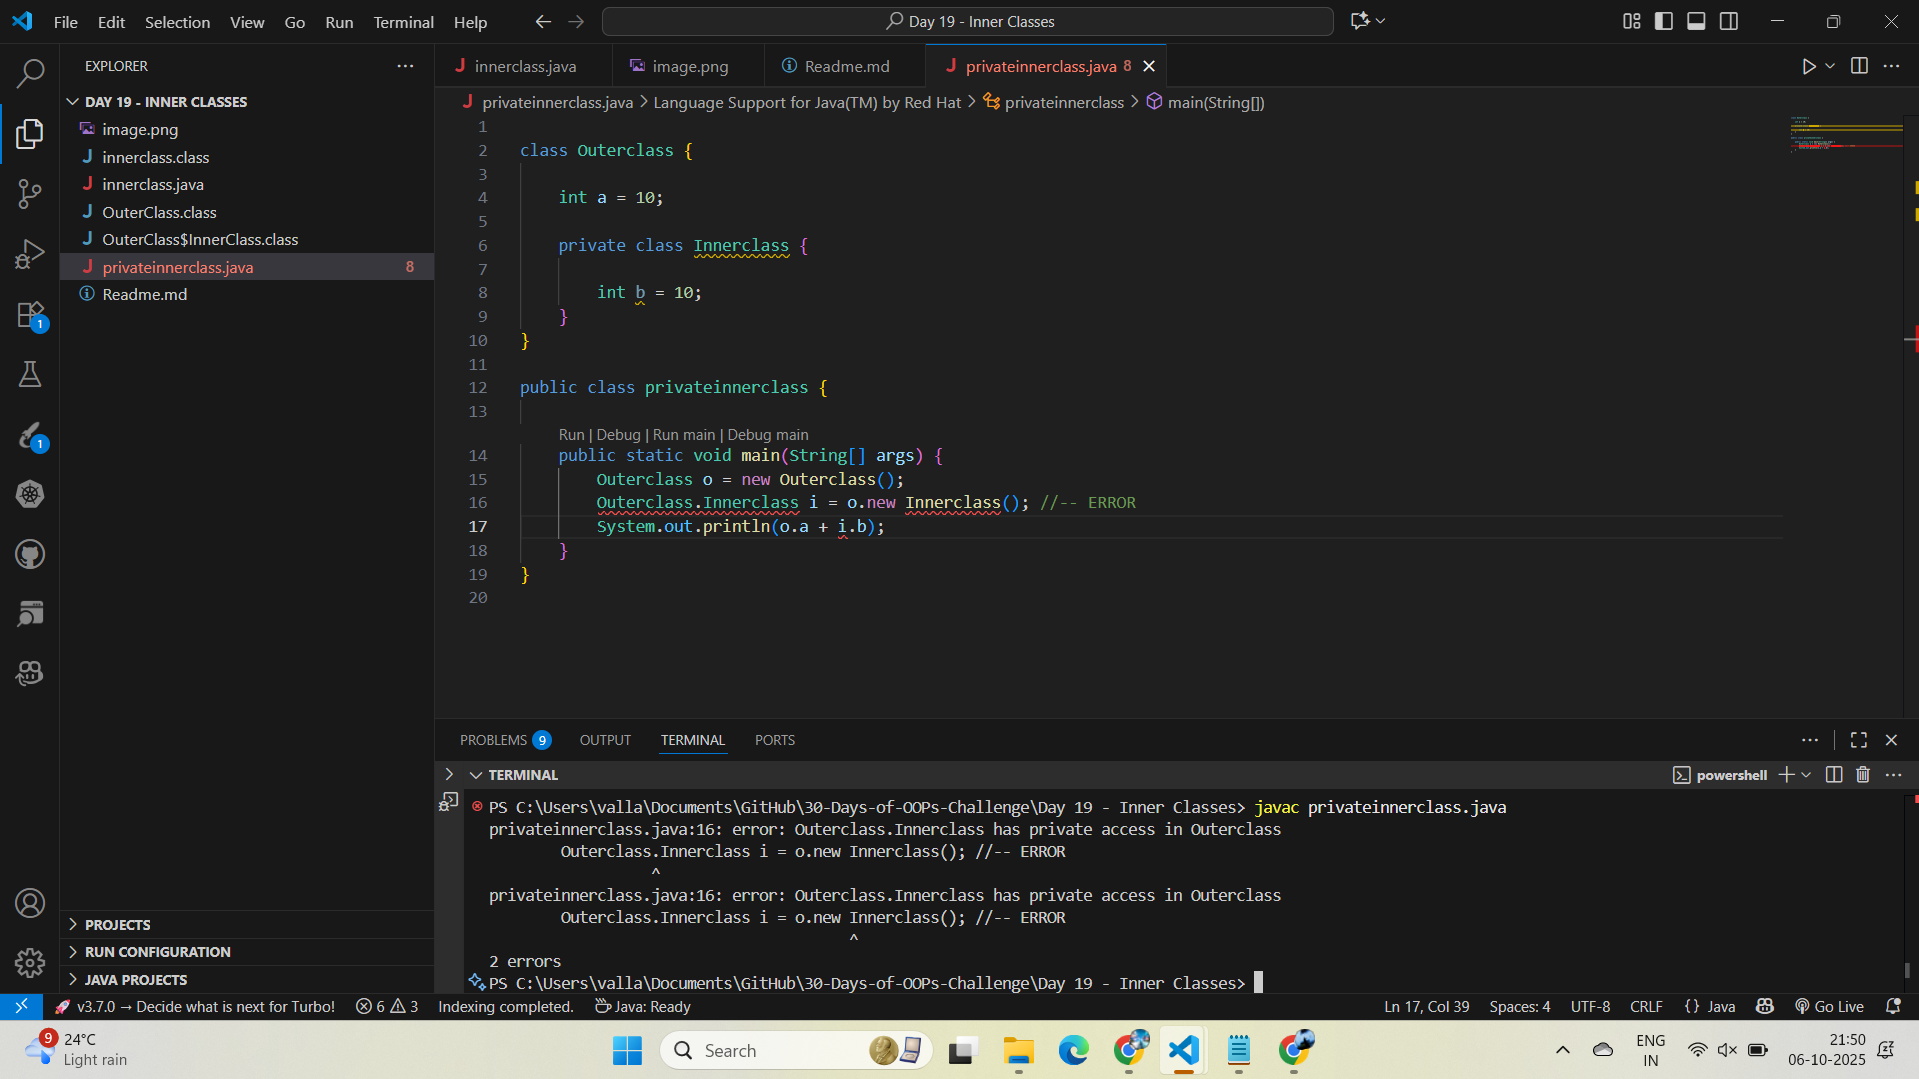 File Edit Selection View Go Run Terminal Help
Day 19 - Inner Classes
EXPLORER
DAY 19 - INNER CLASSES
image.png
innerclass.class
innerclass.java
OuterClass.class
OuterClass$InnerClass.class
privateinnerclass.java 8
Readme.md
1
1
PROJECTS
RUN CONFIGURATION
JAVA PROJECTS
innerclass.java image.png Readme.md privateinnerclass.java 8
privateinnerclass.java > Language Support for Java(TM) by Red Hat > privateinnerclass > main(String[])
1
2 class Outerclass {
3
4 int a = 10;
5
6 private class Innerclass {
7
8 int b = 10;
9 }
10 }
11
12 public class privateinnerclass {
13
Run | Debug | Run main | Debug main
14 public static void main(String[] args) {
15 Outerclass o = new Outerclass();
16 Outerclass.Innerclass i = o.new Innerclass(); //-- ERROR
17 System.out.println(o.a + i.b);
18 }
19 }
20
PROBLEMS 9 OUTPUT TERMINAL PORTS
TERMINAL
powershell
PS C:\Users\valla\Documents\GitHub\30-Days-of-OOPs-Challenge\Day 19 - Inner Classes> javac privateinnerclass.java
privateinnerclass.java:16: error: Outerclass.Innerclass has private access in Outerclass
Outerclass.Innerclass i = o.new Innerclass(); //-- ERROR
^
privateinnerclass.java:16: error: Outerclass.Innerclass has private access in Outerclass
Outerclass.Innerclass i = o.new Innerclass(); //-- ERROR
^
2 errors
PS C:\Users\valla\Documents\GitHub\30-Days-of-OOPs-Challenge\Day 19 - Inner Classes>
v3.7.0 → Decide what is next for Turbo! 6 3 Indexing completed. Java: Ready
Ln 17, Col 39 Spaces: 4 UTF-8 CRLF {} Java Go Live
9
24°C
Light rain
Search
ENG
IN
21:50
06-10-2025